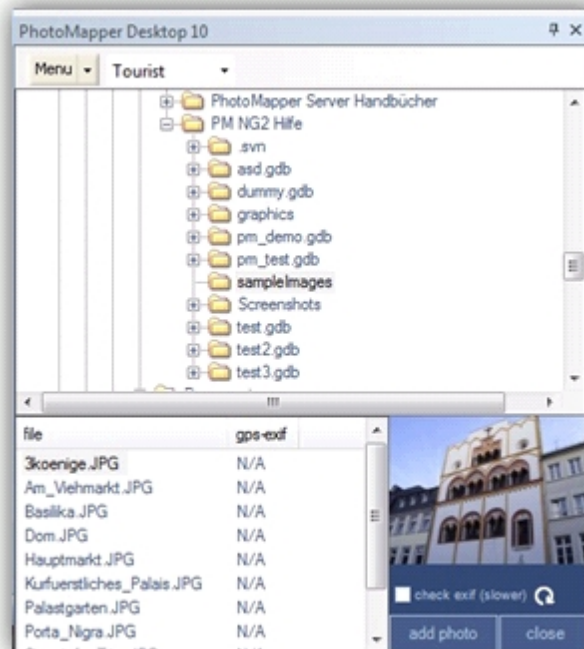 PhotoMapper Desktop 10
Menu Tourist
PhotoMapper Server Handbücher
PM NG2 Hilfe
.svn
asd.gdb
dummy.gdb
graphics
pm_demo.gdb
pm_test.gdb
sampleImages
Screenshots
test.gdb
test2.gdb
test3.gdb
file gps-exif
3koenige.JPG N/A
Am_Viehmarkt.JPG N/A
Basilika.JPG N/A
Dom.JPG N/A
Hauptmarkt.JPG N/A
Kurfuerstliches_Palais.JPG N/A
Palastgarten.JPG N/A
Porta_Nigra.JPG N/A
check exif (slower)
add photo close